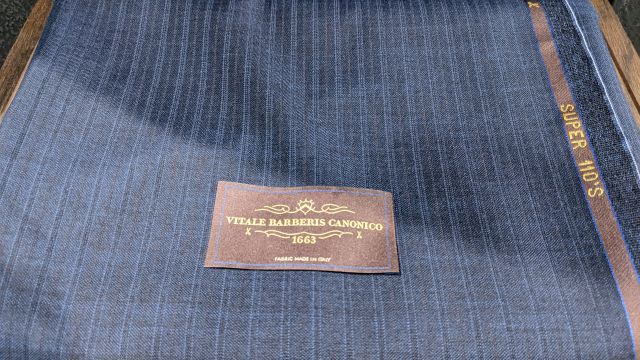 SUPER 110'S
VITALE BARBERIS CANONICO
1663
FABRIC MADE IN ITALY